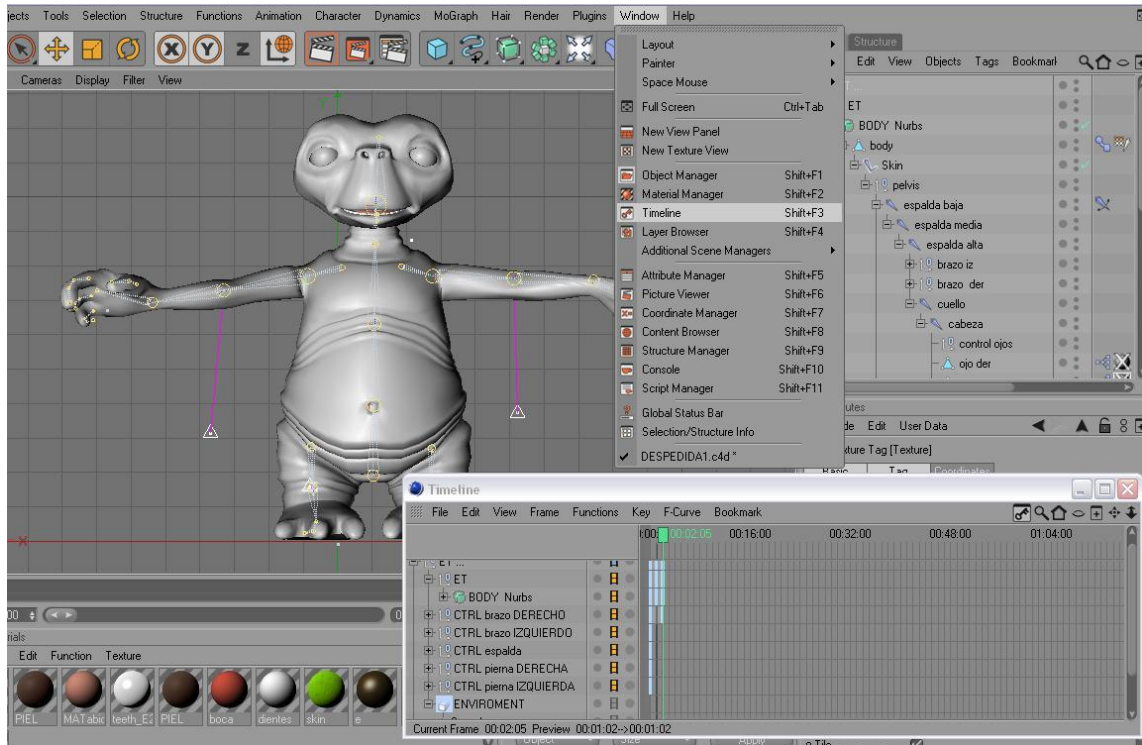 jects Tools Selection Structure Functions Animation Character Dynamics MoGraph Hair Render Plugins Window Help
Cameras Display Filter View
Y
Layout
Painter
Space Mouse
Full Screen Ctrl+Tab
New View Panel
New Texture View
Object Manager Shift+F1
Material Manager Shift+F2
Timeline Shift+F3
Layer Browser Shift+F4
Additional Scene Managers
Attribute Manager Shift+F5
Picture Viewer Shift+F6
Coordinate Manager Shift+F7
Content Browser Shift+F8
Structure Manager Shift+F9
Console Shift+F10
Script Manager Shift+F11
Global Status Bar
Selection/Structure Info
DESPEDIDA1.c4d *
Structure
Edit View Objects Tags Bookmark
ET
BODY Nurbs
body
Skin
pelvis
espalda baja
espalda media
espalda alta
brazo iz
brazo der
cuello
cabeza
control ojos
ojo der
utes
de Edit User Data
xture Tag [Texture]
Basic Tag Coordinates
X
Timeline
File Edit View Frame Functions Key F-Curve Bookmark
00:02:05 00:16:00 00:32:00 00:48:00 01:04:00
ET ...
ET
BODY Nurbs
CTRL brazo DERECHO
CTRL brazo IZQUIERDO
CTRL espalda
CTRL pierna DERECHA
CTRL pierna IZQUIERDA
ENVIROMENT
Current Frame 00:02:05 Preview 00:01:02-->00:01:02
rials
Edit Function Texture
PIEL MATabic teeth_E PIEL boca dientes skin e